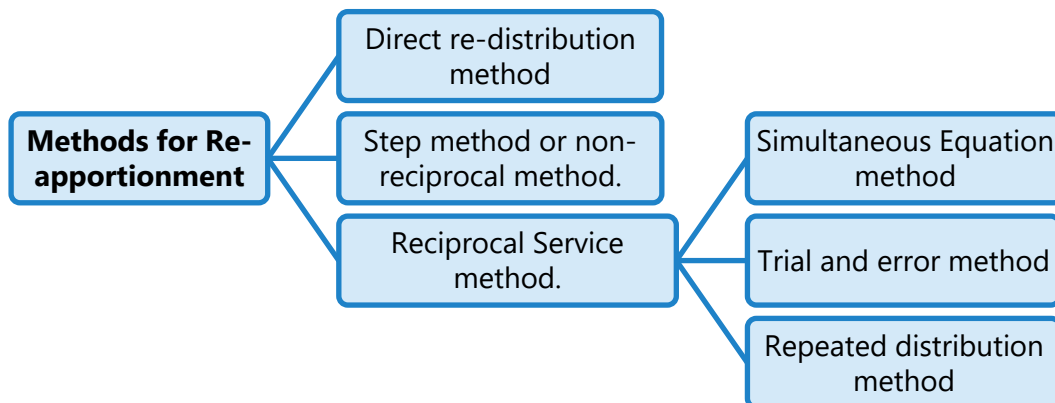 Methods for Re-
apportionment
Direct re-distribution
method
Step method or non-
reciprocal method.
Reciprocal Service
method.
Simultaneous Equation
method
Trial and error method
Repeated distribution
method